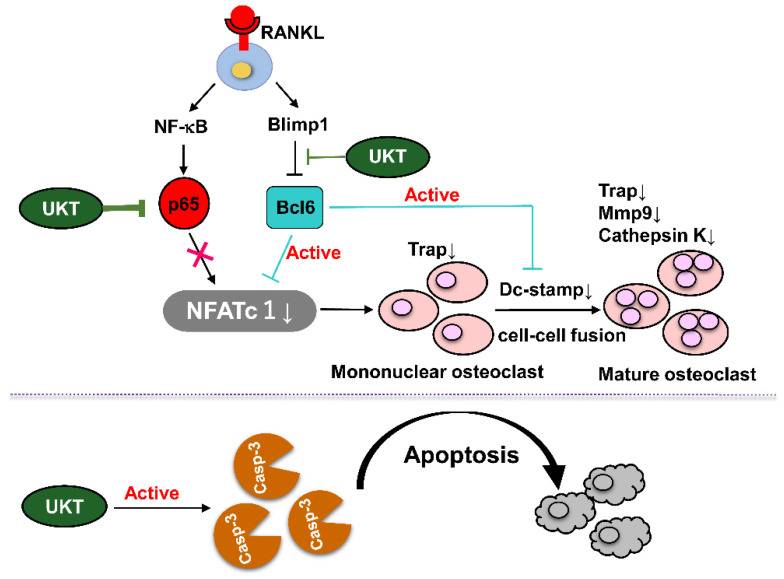 RANKL
NF-κB
Blimp1
UKT
UKT
p65
Bcl6
Active
Active
Trap↓
Mmp9↓
Cathepsin K↓
Trap↓
NFATc 1↓
Dc-stamp↓
cell-cell fusion
Mononuclear osteoclast
Mature osteoclast
Apoptosis
UKT
Active
Casp-3
Casp-3
Casp-3